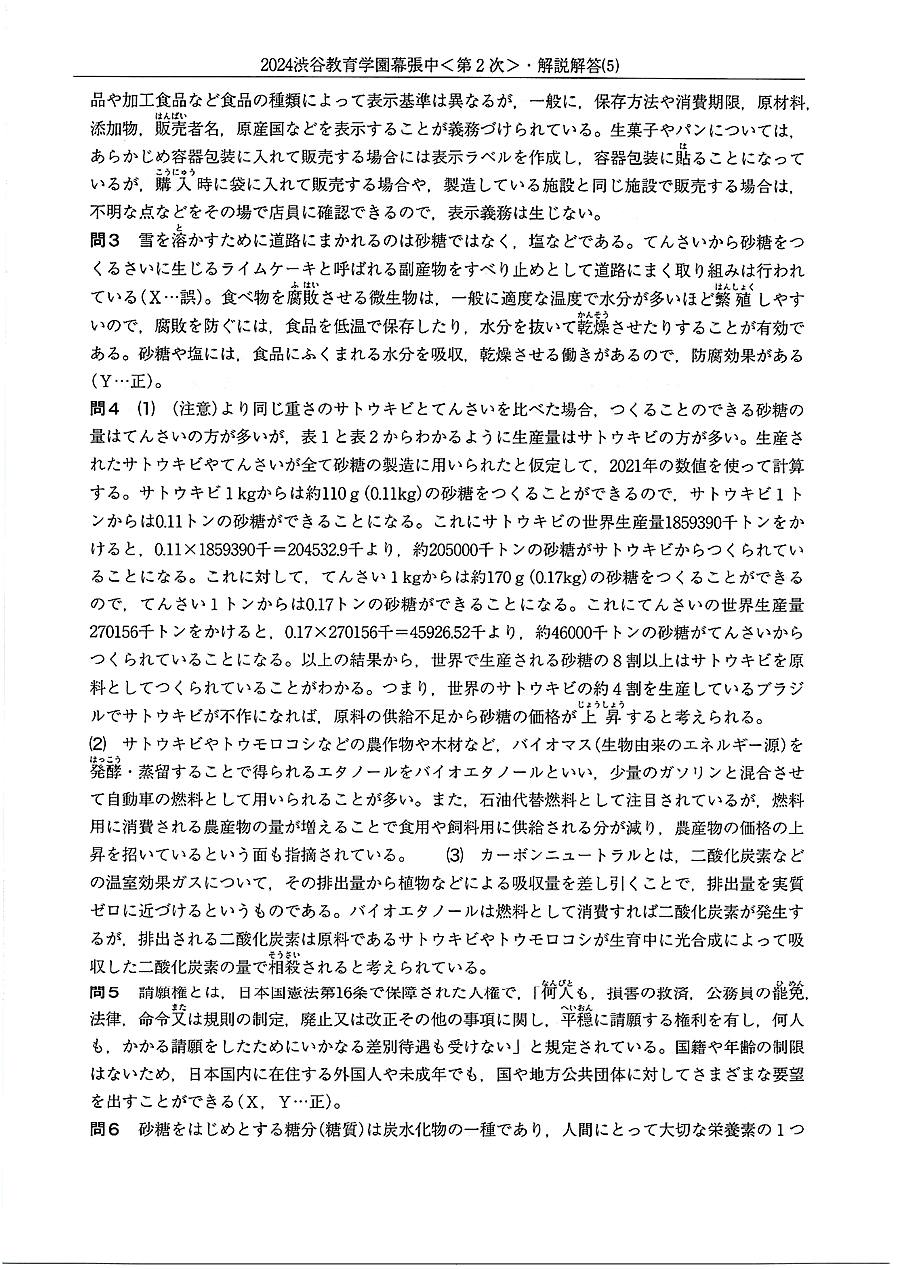 2024渋谷教育学園幕張中<第2次>・解説解答(5)
品や加工食品など食品の種類によって表示基準は異なるが，一般に，保存方法や消費期限，原材料，
添加物，販売者名，原産国などを表示することが義務づけられている。生菓子やパンについては，
あらかじめ容器包装に入れて販売する場合には表示ラベルを作成し，容器包装に貼ることになって
いるが，購入時に袋に入れて販売する場合や，製造している施設と同じ施設で販売する場合は，
不明な点などをその場で店員に確認できるので，表示義務は生じない。
問3　雪を溶かすために道路にまかれるのは砂糖ではなく，塩などである。てんさいから砂糖をつ
くるさいに生じるライムケーキと呼ばれる副産物をすべり止めとして道路にまく取り組みは行われ
ている(X…誤)。食べ物を腐敗させる微生物は，一般に適度な温度で水分が多いほど繁殖しやす
いので，腐敗を防ぐには，食品を低温で保存したり，水分を抜いて乾燥させたりすることが有効で
ある。砂糖や塩には，食品にふくまれる水分を吸収，乾燥させる働きがあるので，防腐効果がある
(Y…正)。
問4　(1)　(注意)より同じ重さのサトウキビとてんさいを比べた場合，つくることのできる砂糖の
量はてんさいの方が多いが，表1と表2からわかるように生産量はサトウキビの方が多い。生産さ
れたサトウキビやてんさいが全て砂糖の製造に用いられたと仮定して，2021年の数値を使って計算
する。サトウキビ1kgからは約110g(0.11kg)の砂糖をつくることができるので，サトウキビ1ト
ンからは0.11トンの砂糖ができることになる。これにサトウキビの世界生産量1859390千トンをか
けると，0.11×1859390千＝204532.9千より，約205000千トンの砂糖がサトウキビからつくられてい
ることになる。これに対して，てんさい1kgからは約170g(0.17kg)の砂糖をつくることができる
ので，てんさい1トンからは0.17トンの砂糖ができることになる。これにてんさいの世界生産量
270156千トンをかけると，0.17×270156千＝45926.52千より，約46000千トンの砂糖がてんさいから
つくられていることになる。以上の結果から，世界で生産される砂糖の8割以上はサトウキビを原
料としてつくられていることがわかる。つまり，世界のサトウキビの約4割を生産しているブラジ
ルでサトウキビが不作になれば，原料の供給不足から砂糖の価格が上昇すると考えられる。
(2)　サトウキビやトウモロコシなどの農作物や木材など，バイオマス(生物由来のエネルギー源)を
発酵・蒸留することで得られるエタノールをバイオエタノールといい，少量のガソリンと混合させ
て自動車の燃料として用いられることが多い。また，石油代替燃料として注目されているが，燃料
用に消費される農産物の量が増えることで食用や飼料用に供給される分が減り，農産物の価格の上
昇を招いているという面も指摘されている。　(3)　カーボンニュートラルとは，二酸化炭素など
の温室効果ガスについて，その排出量から植物などによる吸収量を差し引くことで，排出量を実質
ゼロに近づけるというものである。バイオエタノールは燃料として消費すれば二酸化炭素が発生す
るが，排出される二酸化炭素は原料であるサトウキビやトウモロコシが生育中に光合成によって吸
収した二酸化炭素の量で相殺されると考えられている。
問5　請願権とは，日本国憲法第16条で保障された人権で，「何人も，損害の救済，公務員の罷免，
法律，命令又は規則の制定，廃止又は改正その他の事項に関し，平穏に請願する権利を有し，何人
も，かかる請願をしたためにいかなる差別待遇も受けない」と規定されている。国籍や年齢の制限
はないため，日本国内に在住する外国人や未成年でも，国や地方公共団体に対してさまざまな要望
を出すことができる(X，Y…正)。
問6　砂糖をはじめとする糖分(糖質)は炭水化物の一種であり，人間にとって大切な栄養素の1つ